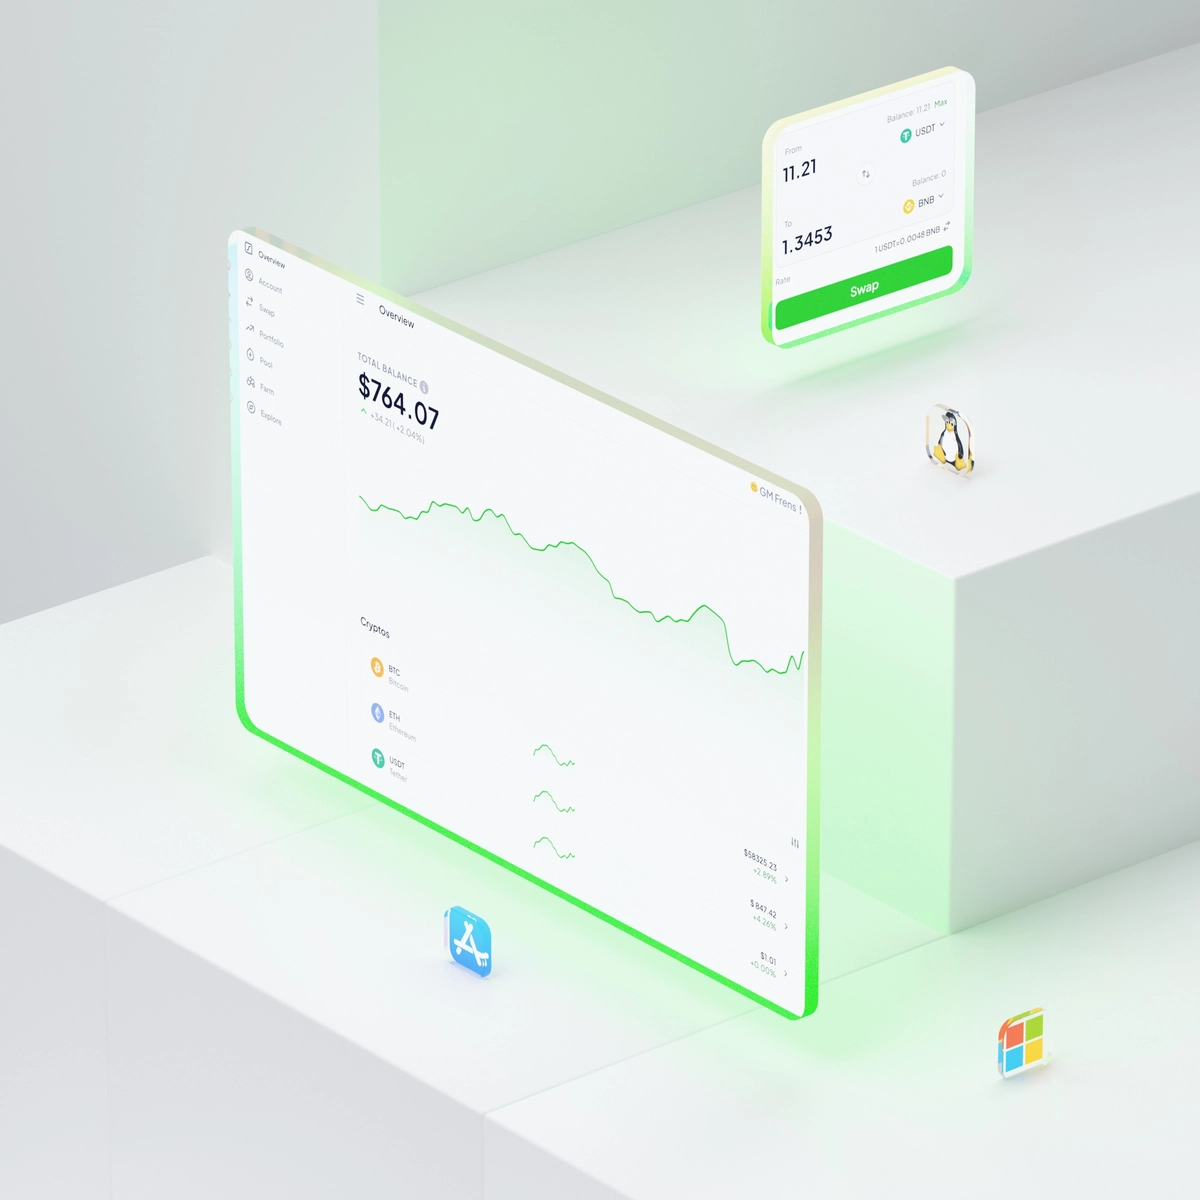 Overview
Account
Swap
Portfolio
Pool
Farm
Explore
Overview
TOTAL BALANCE
$764.07
+34.21 (+2.04%)
GM Frens !
Cryptos
BTC
Bitcoin
$58325.23
+2.89%
ETH
Ethereum
$847.42
+4.26%
USDT
Tether
$1.01
+0.00%
Balance: 11.21 Max
From
11.21
USDT
Balance: 0
To
1.3453
BNB
1 USDT=0.0048 BNB
Rate
Swap